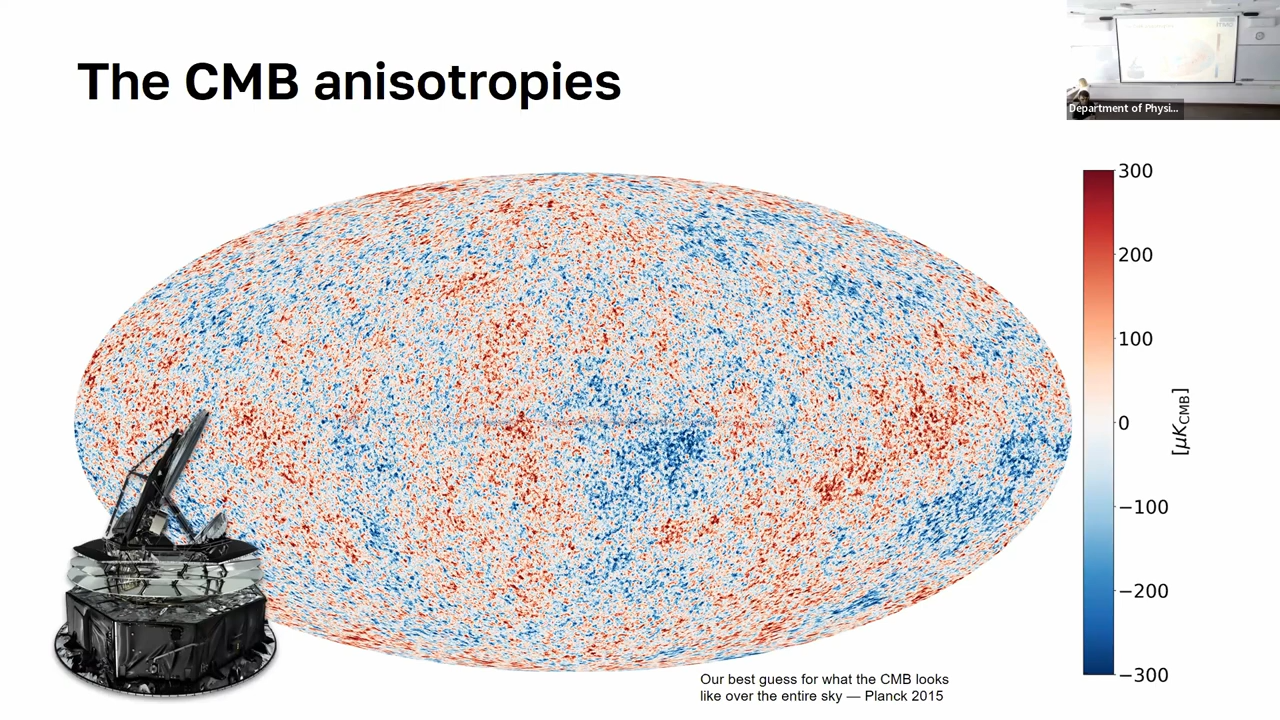 The CMB anisotropies
Department of Physi...
300
200
100
0
−100
−200
−300
[μK_CMB]
Our best guess for what the CMB looks
like over the entire sky — Planck 2015